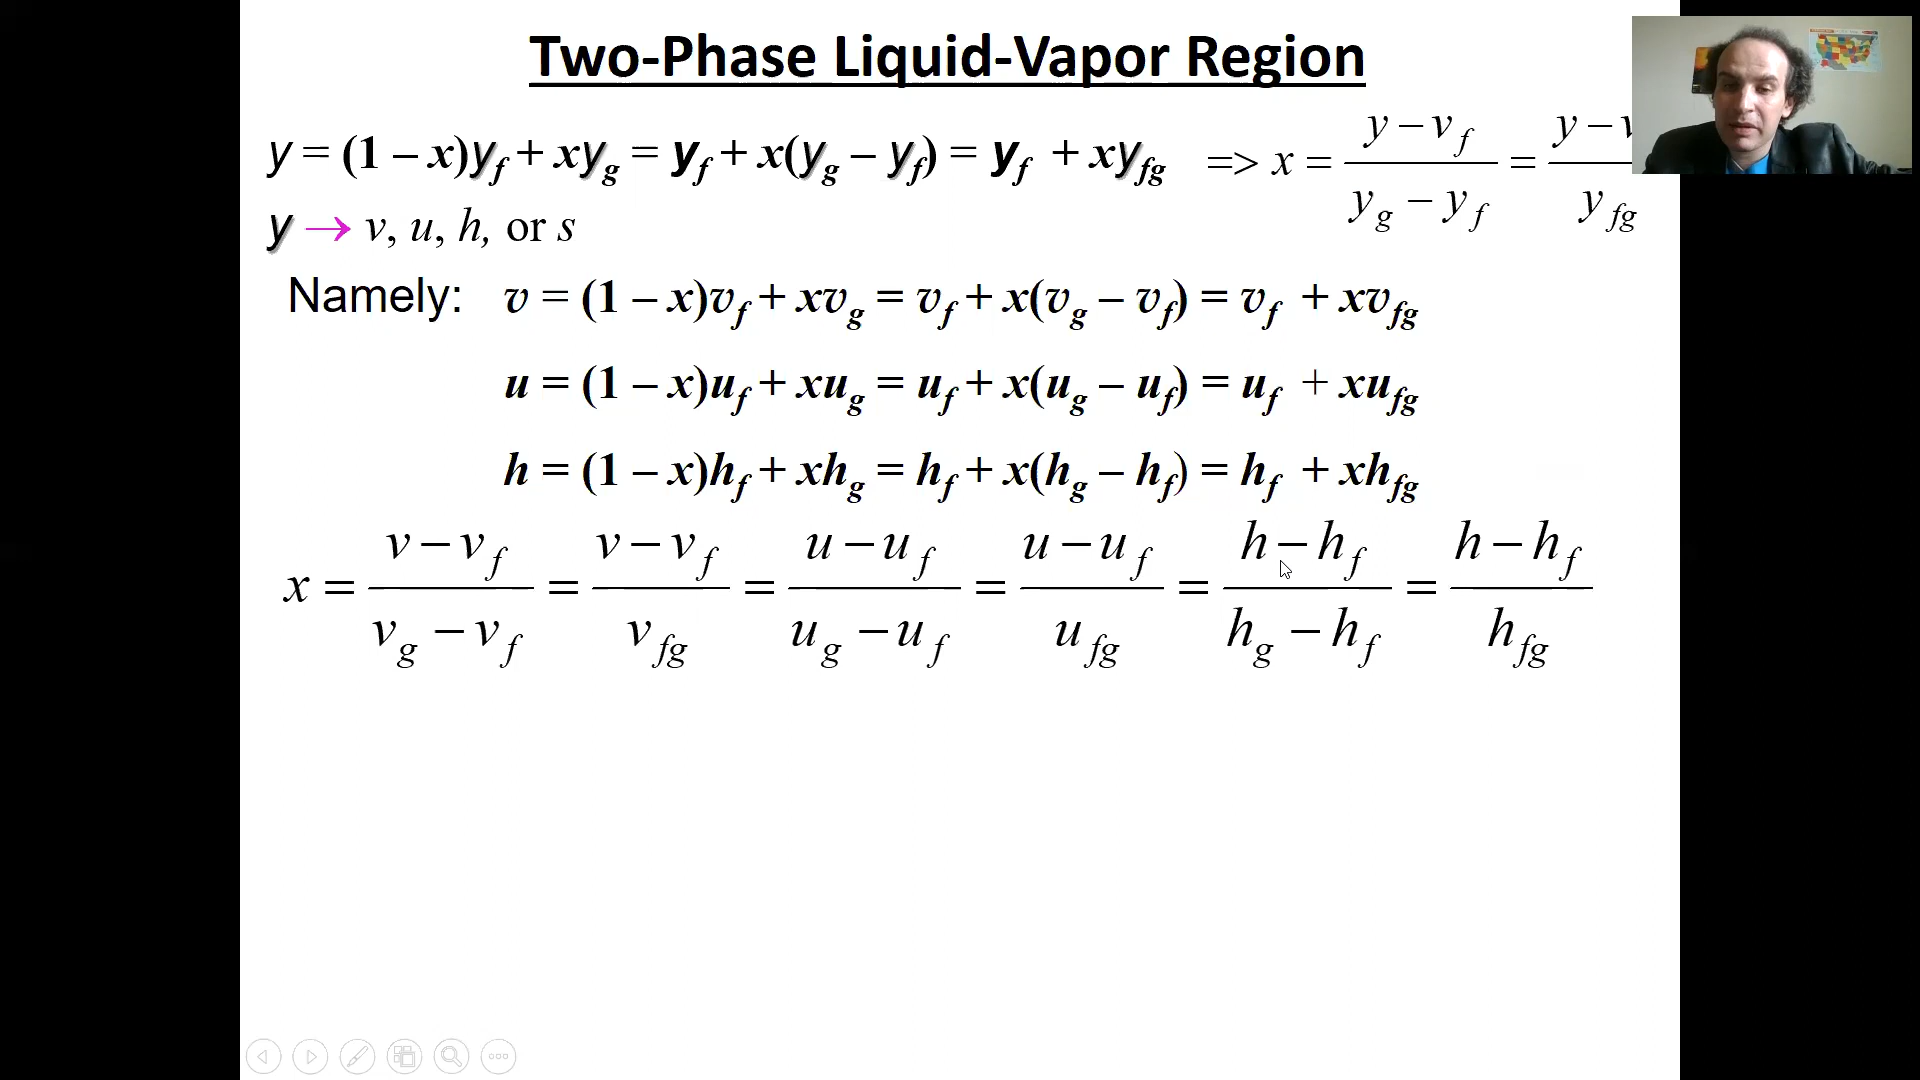 Two-Phase Liquid-Vapor Region
y = (1 – x)y_f + xy_g = y_f + x(y_g – y_f) = y_f + xy_fg => x = (y – v_f)/(y_g – y_f) = (y – v)/(y_fg)
y → v, u, h, or s
Namely: v = (1 – x)v_f + xv_g = v_f + x(v_g – v_f) = v_f + xv_fg
u = (1 – x)u_f + xu_g = u_f + x(u_g – u_f) = u_f + xu_fg
h = (1 – x)h_f + xh_g = h_f + x(h_g – h_f) = h_f + xh_fg
x = (v – v_f)/(v_g – v_f) = (v – v_f)/(v_fg) = (u – u_f)/(u_g – u_f) = (u – u_f)/(u_fg) = (h – h_f)/(h_g – h_f) = (h – h_f)/(h_fg)